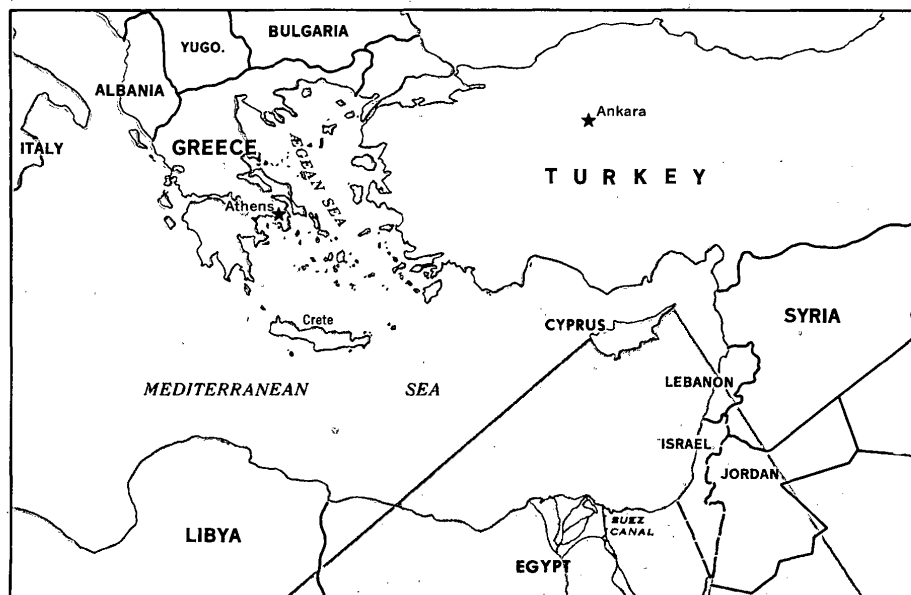 BULGARIA
YUGO.
ALBANIA
Ankara
ITALY
GREECE
ÆGEAN SEA
TURKEY
Athens
SYRIA
Crete
CYPRUS
LEBANON
MEDITERRANEAN SEA
ISRAEL
JORDAN
SUEZ
CANAL
LIBYA
EGYPT